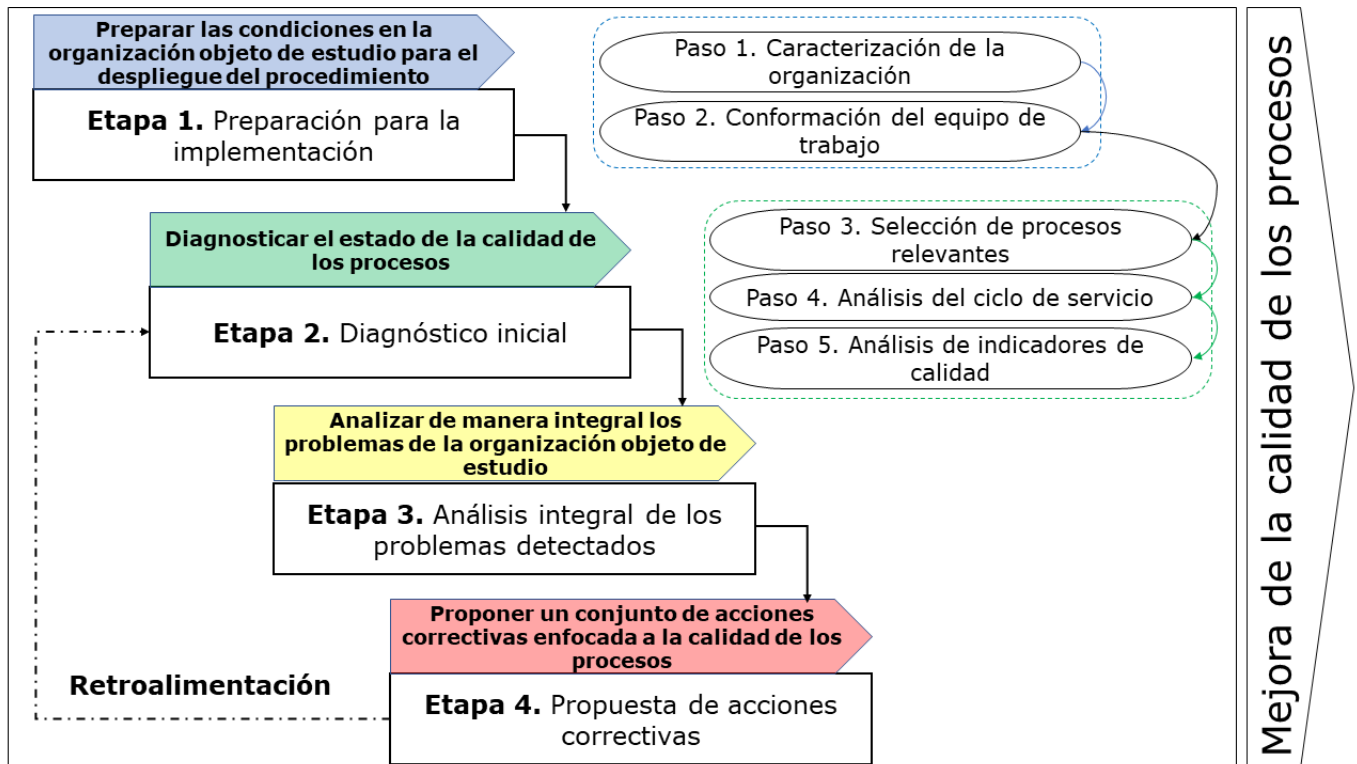 Preparar las condiciones en la
organización objeto de estudio para el
despliegue del procedimiento
Etapa 1. Preparación para la
implementación
Paso 1. Caracterización de la
organización
Paso 2. Conformación del equipo de
trabajo
Diagnosticar el estado de la calidad de
los procesos
Etapa 2. Diagnóstico inicial
Paso 3. Selección de procesos
relevantes
Paso 4. Análisis del ciclo de servicio
Paso 5. Análisis de indicadores de
calidad
Analizar de manera integral los
problemas de la organización objeto de
estudio
Etapa 3. Análisis integral de los
problemas detectados
Proponer un conjunto de acciones
correctivas enfocada a la calidad de los
procesos
Etapa 4. Propuesta de acciones
correctivas
Retroalimentación
Mejora de la calidad de los procesos